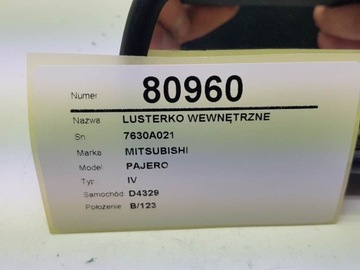 Numer 80960
Nazwa LUSTERKO WEWNĘTRZNE
Sn 7630A021
Marka MITSUBISHI
Model PAJERO
Typ IV
Samochód D4329
Położenie B/123